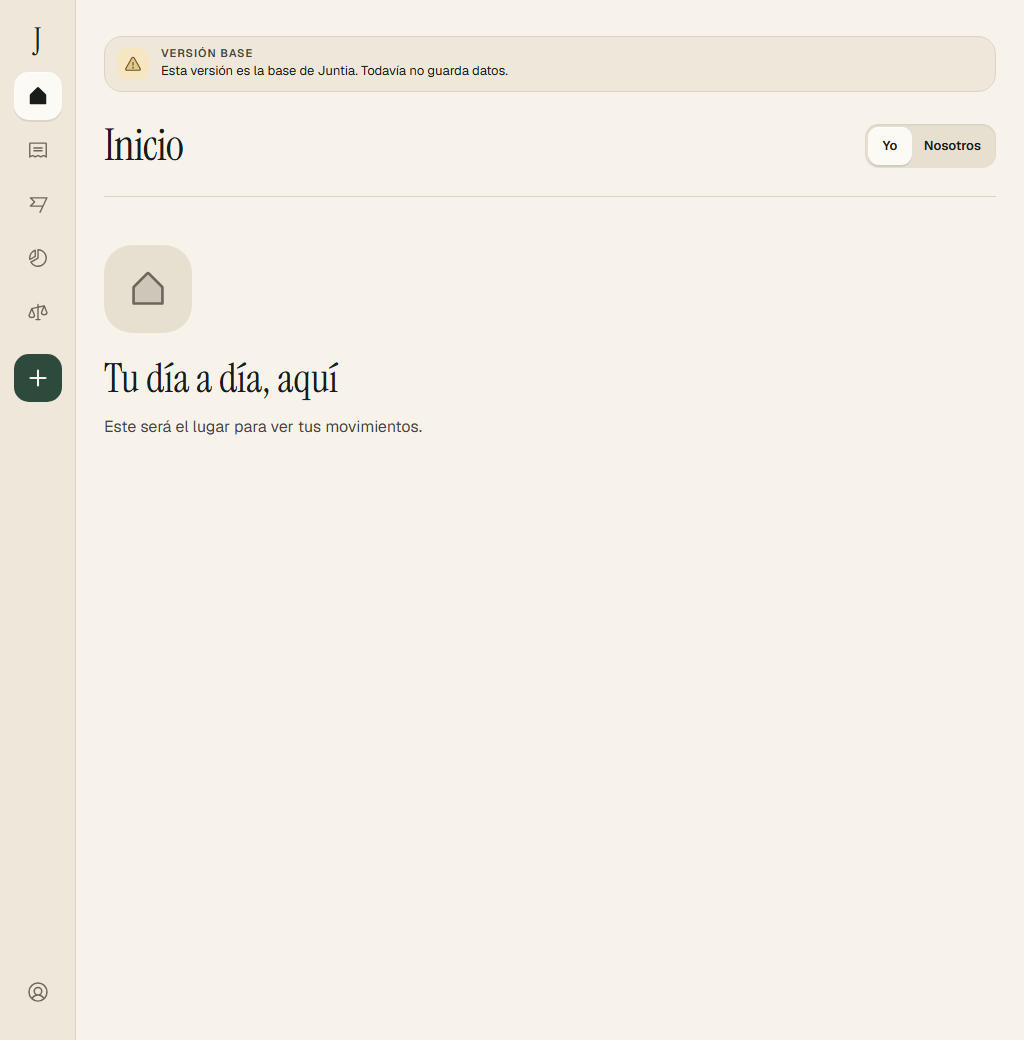 J
VERSIÓN BASE
Esta versión es la base de Juntia. Todavía no guarda datos.
Inicio
Yo Nosotros
Tu día a día, aquí
Este será el lugar para ver tus movimientos.